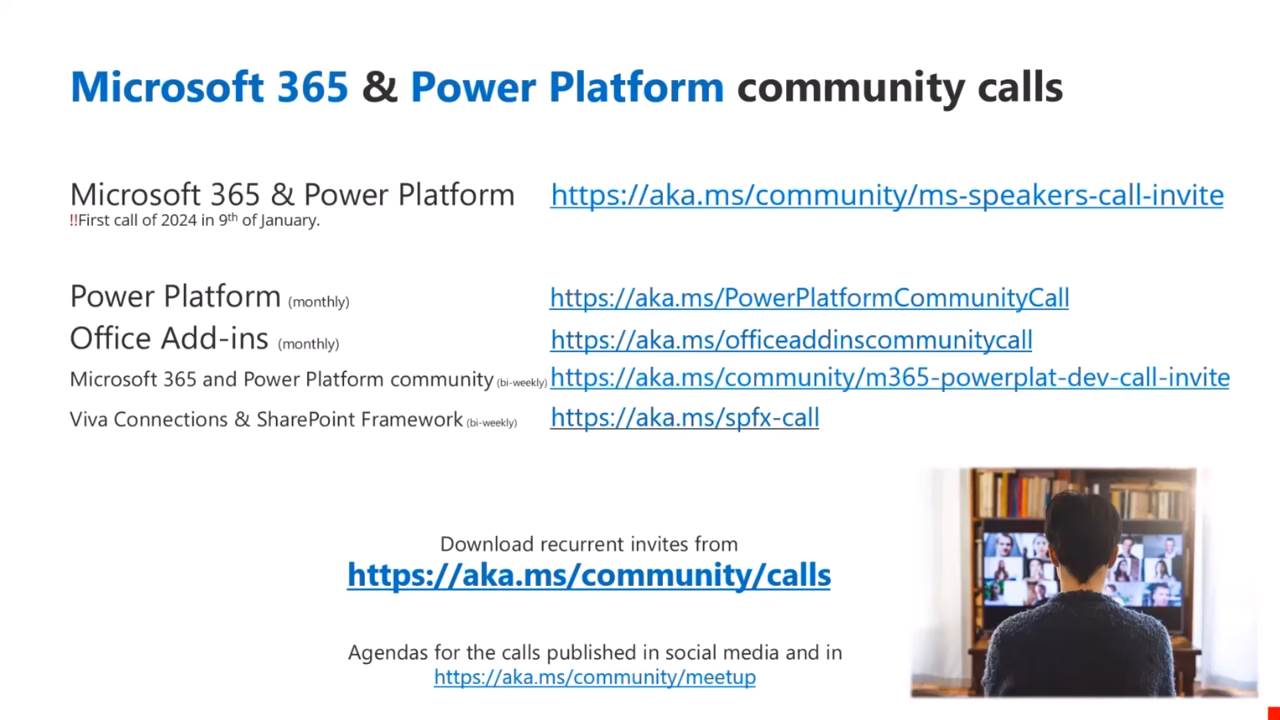 Microsoft 365 & Power Platform community calls
Microsoft 365 & Power Platform https://aka.ms/community/ms-speakers-call-invite
!!First call of 2024 in 9th of January.
Power Platform (monthly) https://aka.ms/PowerPlatformCommunityCall
Office Add-ins (monthly) https://aka.ms/officeaddinscommunitycall
Microsoft 365 and Power Platform community (bi-weekly) https://aka.ms/community/m365-powerplat-dev-call-invite
Viva Connections & SharePoint Framework (bi-weekly) https://aka.ms/spfx-call
Download recurrent invites from
https://aka.ms/community/calls
Agendas for the calls published in social media and in
https://aka.ms/community/meetup